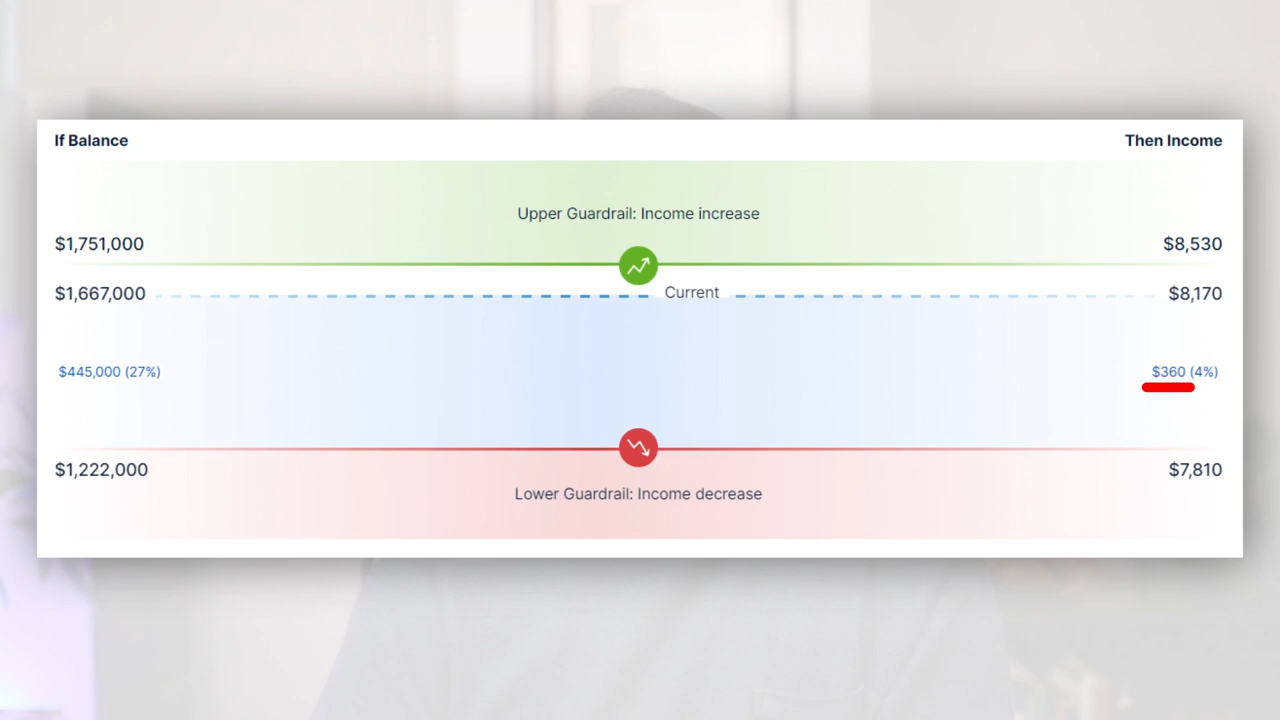 If Balance Then Income
Upper Guardrail: Income increase
$1,751,000 $8,530
$1,667,000 Current $8,170
$445,000 (27%) $360 (4%)
$1,222,000 $7,810
Lower Guardrail: Income decrease